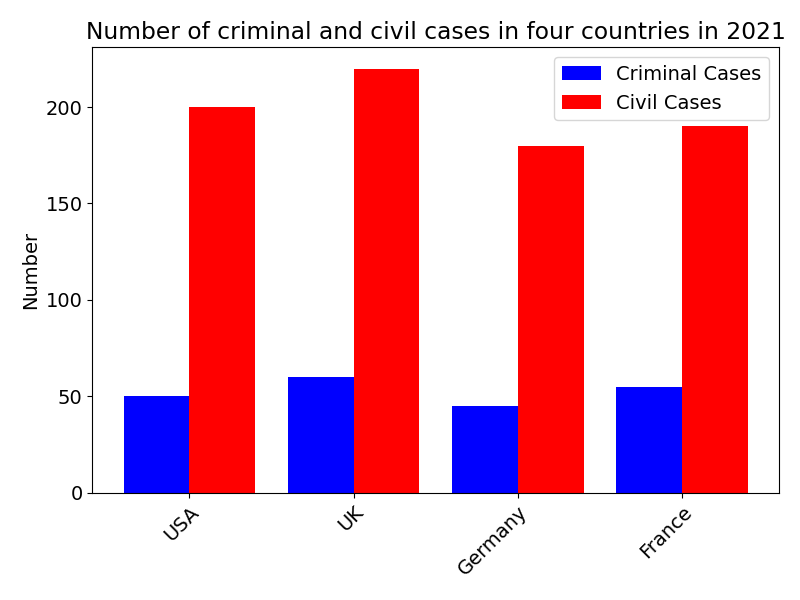 Number of criminal and civil cases in four countries in 2021
Criminal Cases
Civil Cases
Number
200
150
100
50
0
USA
UK
Germany
France